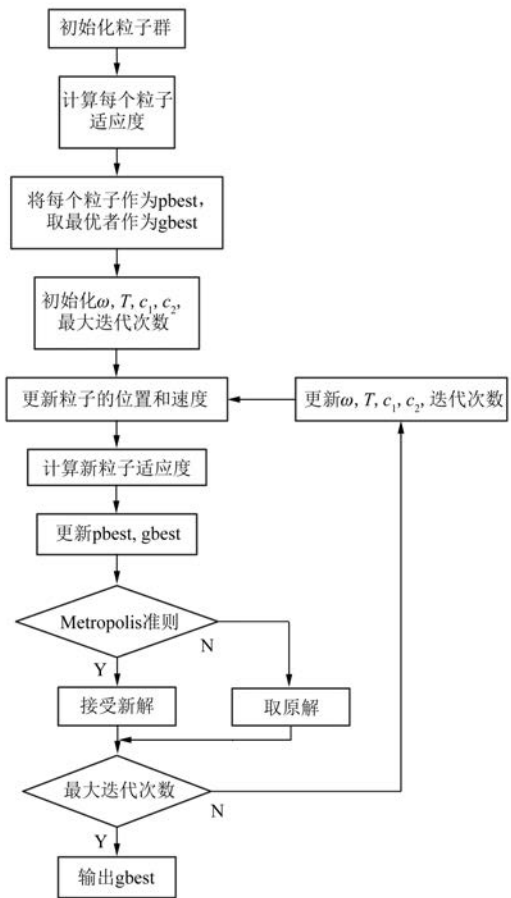 初始化粒子群
计算每个粒子
适应度
将每个粒子作为pbest,
取最优者作为gbest
初始化ω, T, c₁, c₂,
最大迭代次数
更新粒子的位置和速度
更新ω, T, c₁, c₂, 迭代次数
计算新粒子适应度
更新pbest, gbest
Metropolis准则
N
Y
接受新解
取原解
最大迭代次数
N
Y
输出gbest